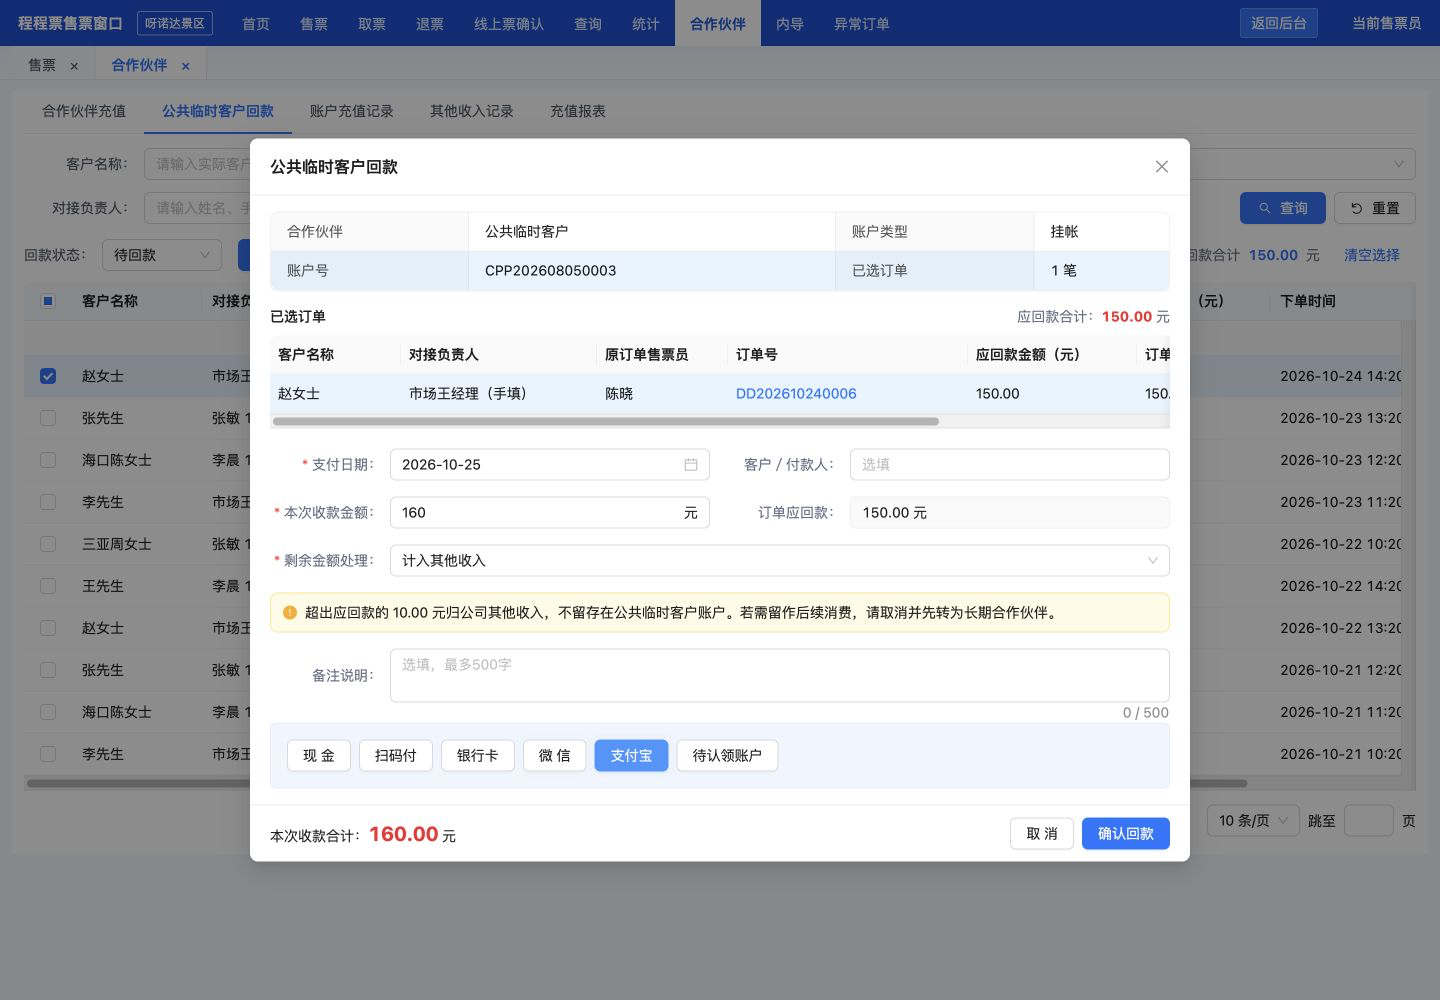 程程票售票窗口 呀诺达景区 首页 售票 取票 退票 线上票确认 查询 统计 合作伙伴 内导 异常订单 返回后台 当前售票员
售票 × 合作伙伴 ×
合作伙伴充值 公共临时客户回款 账户充值记录 其他收入记录 充值报表
客户名称: 请输入实际客户
对接负责人: 请输入姓名、手 查询 重置
回款状态: 待回款 回款合计 150.00 元 清空选择
客户名称 对接负 (元) 下单时间
赵女士 市场王 2026-10-24 14:20
张先生 张敏 1 2026-10-23 13:20
海口陈女士 李晨 1 2026-10-23 12:20
李先生 市场王 2026-10-23 11:20
三亚周女士 张敏 1 2026-10-22 10:20
王先生 李晨 1 2026-10-22 14:20
赵女士 市场王 2026-10-22 13:20
张先生 张敏 1 2026-10-21 12:20
海口陈女士 李晨 1 2026-10-21 11:20
李先生 市场王 2026-10-21 10:20
10 条/页 跳至 页
公共临时客户回款
合作伙伴 公共临时客户 账户类型 挂帐
账户号 CPP202608050003 已选订单 1 笔
已选订单 应回款合计: 150.00 元
客户名称 对接负责人 原订单售票员 订单号 应回款金额（元） 订单
赵女士 市场王经理（手填） 陈晓 DD202610240006 150.00 150.
* 支付日期: 2026-10-25 客户 / 付款人: 选填
* 本次收款金额: 160 元 订单应回款: 150.00 元
* 剩余金额处理: 计入其他收入
超出应回款的 10.00 元归公司其他收入，不留存在公共临时客户账户。若需留作后续消费，请取消并先转为长期合作伙伴。
备注说明: 选填，最多500字
0 / 500
现 金 扫码付 银行卡 微 信 支付宝 待认领账户
本次收款合计: 160.00 元 取 消 确认回款